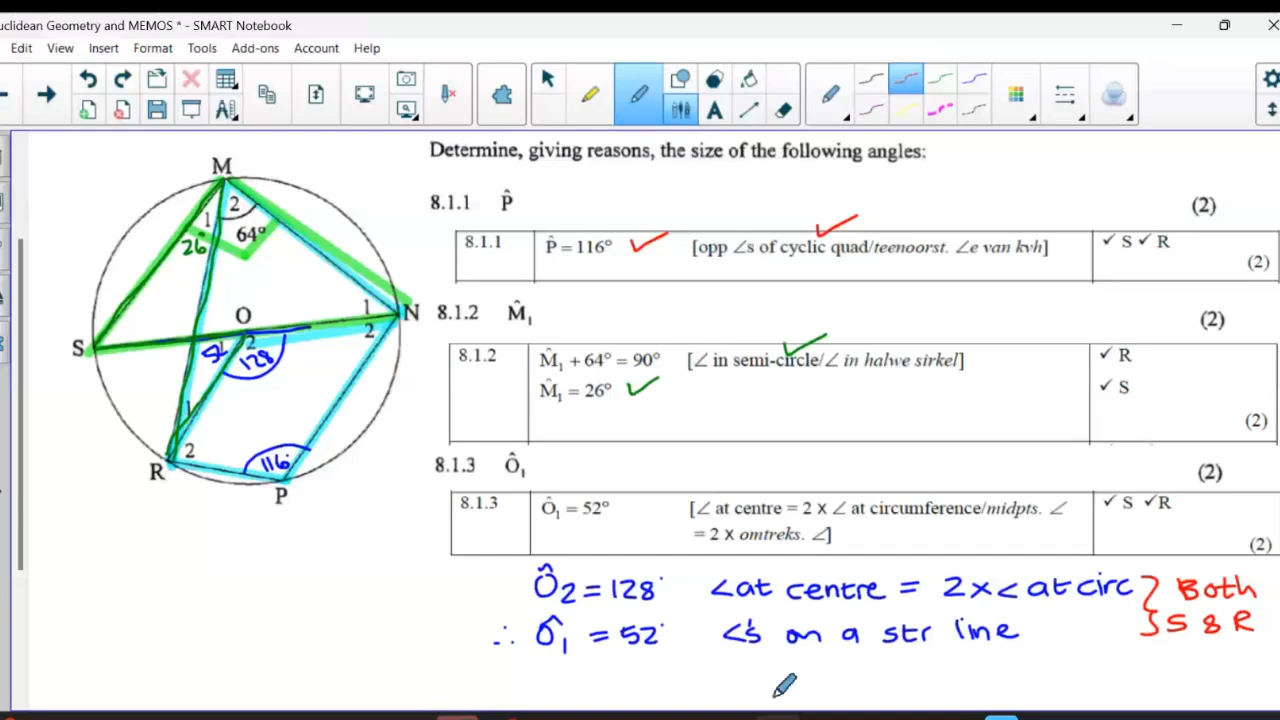 uclidean Geometry and MEMOS * - SMART Notebook
Edit View Insert Format Tools Add-ons Account Help
Determine, giving reasons, the size of the following angles:
8.1.1 P̂ (2)
8.1.1 P̂ = 116° [opp ∠s of cyclic quad/teenoorst. ∠e van kvh] ✓ S ✓ R
(2)
8.1.2 M̂₁ (2)
8.1.2 M̂₁ + 64° = 90° [∠ in semi-circle/∠ in halwe sirkel] ✓ R
M̂₁ = 26° ✓ S
(2)
8.1.3 Ô₁ (2)
8.1.3 Ô₁ = 52° [∠ at centre = 2 x ∠ at circumference/midpts. ∠ ✓ S ✓R
= 2 x omtreks. ∠]
(2)
Ô2 = 128° <at centre = 2x< at circ } Both
∴ Ô1 = 52° <'s on a str line } S & R
M
2
1
26
64°
O
1
N
S
52
1
2
128
2
1
R
2
116°
P